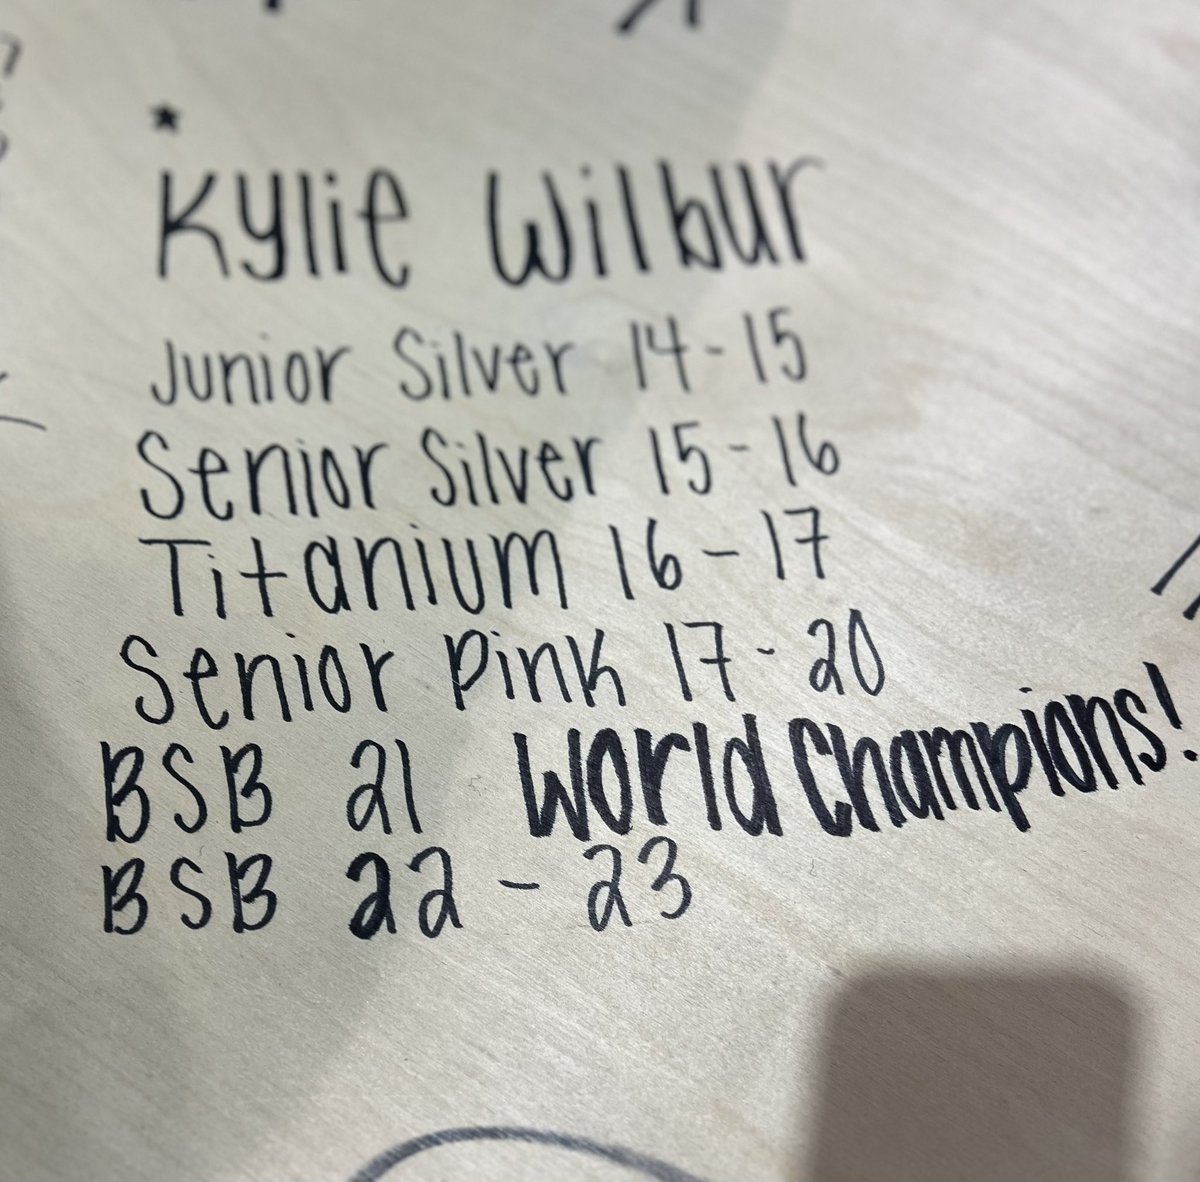 Kylie Wilbur
Junior Silver 14-15
Senior Silver 15-16
Titanium 16-17
Senior Pink 17-20
BSB 21 World Champions!
BSB 22-23